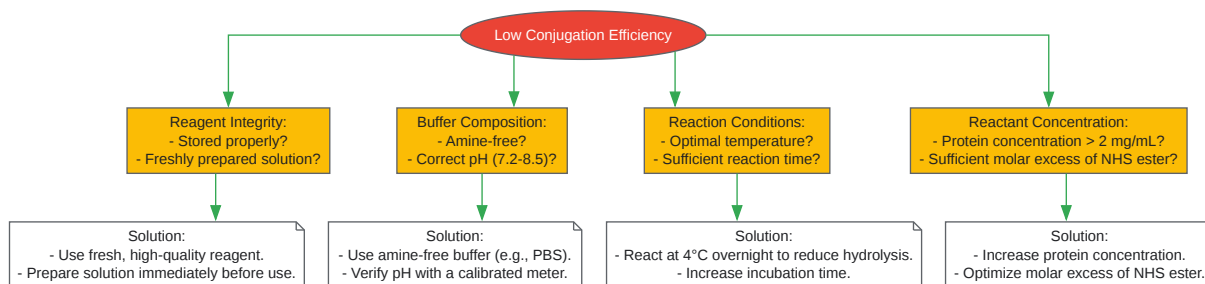 Low Conjugation Efficiency
Reagent Integrity:
- Stored properly?
- Freshly prepared solution?
Buffer Composition:
- Amine-free?
- Correct pH (7.2-8.5)?
Reaction Conditions:
- Optimal temperature?
- Sufficient reaction time?
Reactant Concentration:
- Protein concentration > 2 mg/mL?
- Sufficient molar excess of NHS ester?
Solution:
- Use fresh, high-quality reagent.
- Prepare solution immediately before use.
Solution:
- Use amine-free buffer (e.g., PBS).
- Verify pH with a calibrated meter.
Solution:
- React at 4°C overnight to reduce hydrolysis.
- Increase incubation time.
Solution:
- Increase protein concentration.
- Optimize molar excess of NHS ester.